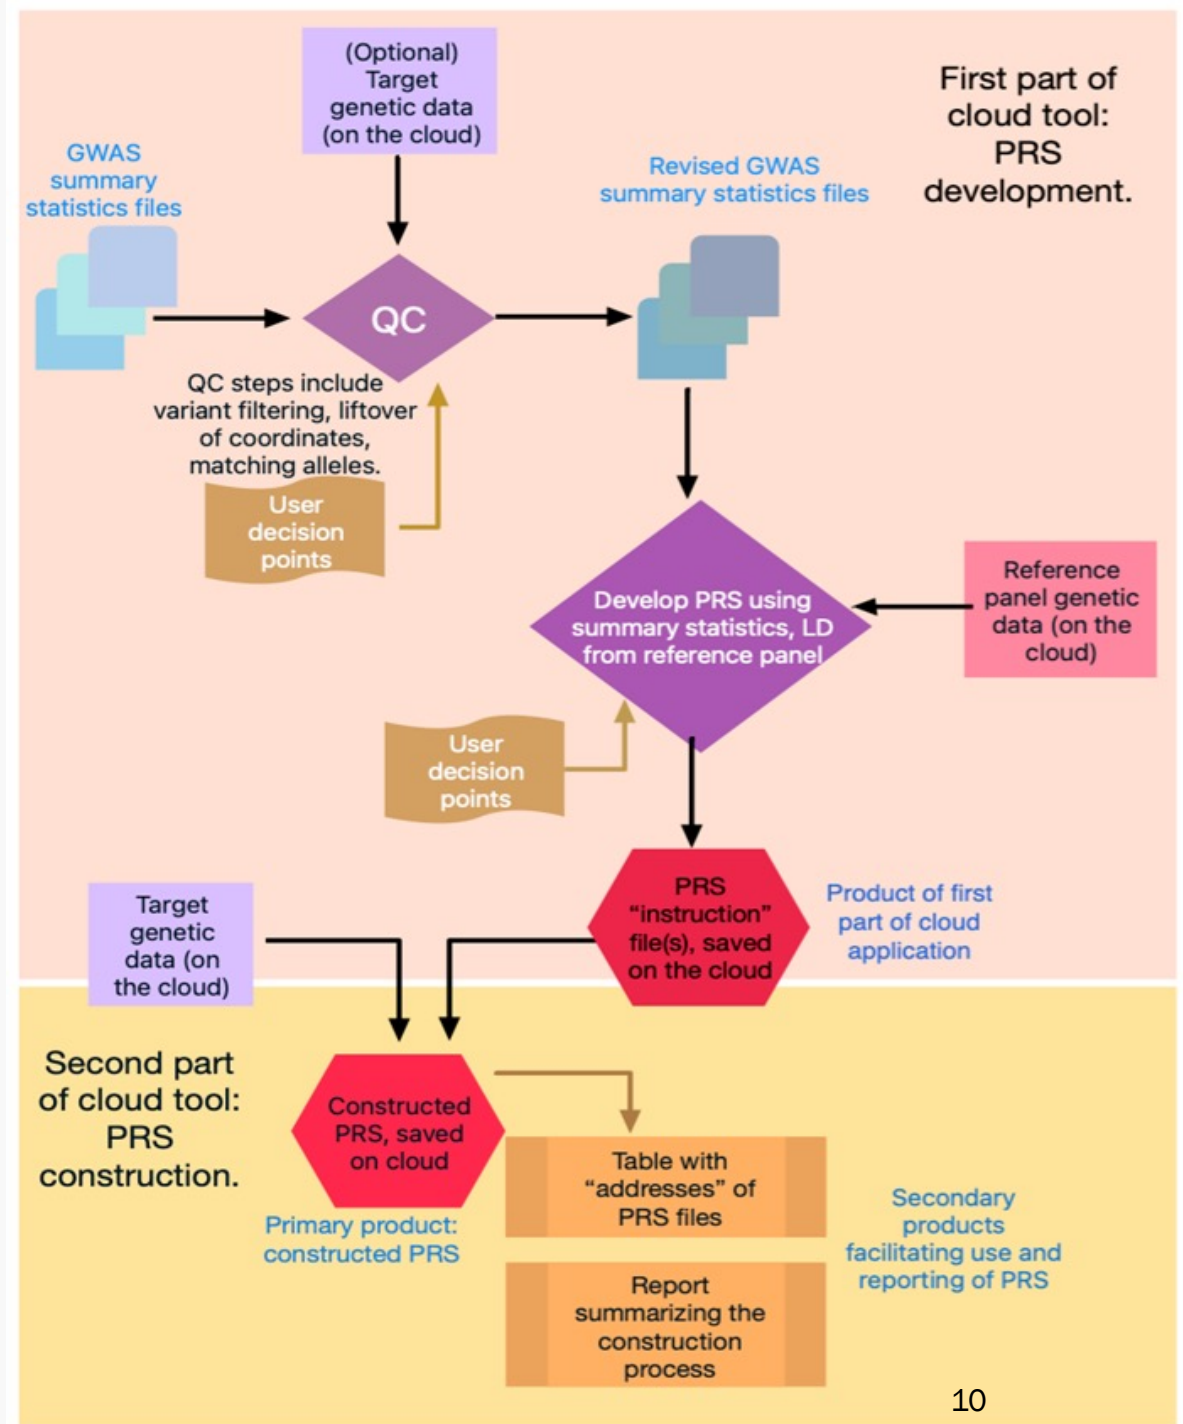 (Optional)
Target
genetic data
(on the cloud)
First part of
cloud tool:
PRS
development.
GWAS
summary
statistics files
Revised GWAS
summary statistics files
QC
QC steps include
variant filtering, liftover
of coordinates,
matching alleles.
User
decision
points
Develop PRS using
summary statistics, LD
from reference panel
Reference
panel genetic
data (on the
cloud)
User
decision
points
PRS
“instruction”
file(s), saved
on the cloud
Product of first
part of cloud
application
Target
genetic
data (on
the cloud)
Second part
of cloud tool:
PRS
construction.
Constructed
PRS, saved
on cloud
Primary product:
constructed PRS
Table with
“addresses” of
PRS files
Secondary
products
facilitating use and
reporting of PRS
Report
summarizing the
construction
process
10